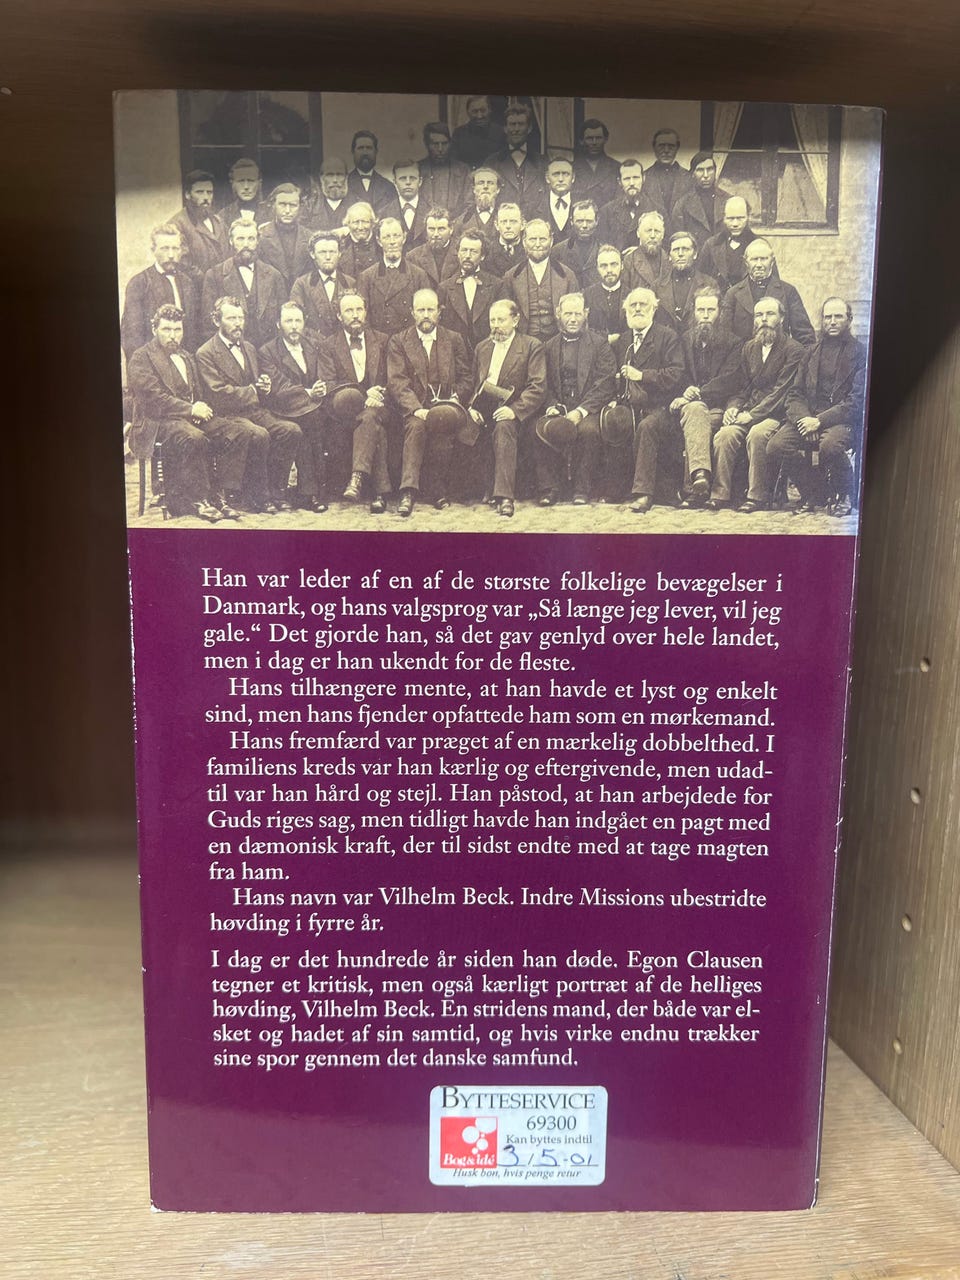 Han var leder af en af de største folkelige bevægelser i
Danmark, og hans valgsprog var „Så længe jeg lever, vil jeg
gale.“ Det gjorde han, så det gav genlyd over hele landet,
men i dag er han ukendt for de fleste.
Hans tilhængere mente, at han havde et lyst og enkelt
sind, men hans fjender opfattede ham som en mørkemand.
Hans fremfærd var præget af en mærkelig dobbelthed. I
familiens kreds var han kærlig og eftergivende, men udad-
til var han hård og stejl. Han påstod, at han arbejdede for
Guds riges sag, men tidligt havde han indgået en pagt med
en dæmonisk kraft, der til sidst endte med at tage magten
fra ham.
Hans navn var Vilhelm Beck. Indre Missions ubestridte
høvding i fyrre år.
I dag er det hundrede år siden han døde. Egon Clausen
tegner et kritisk, men også kærligt portræt af de helliges
høvding, Vilhelm Beck. En stridens mand, der både var el-
sket og hadet af sin samtid, og hvis virke endnu trækker
sine spor gennem det danske samfund.
BYTTESERVICE
69300
Kan byttes indtil
Bog & idé 3/5-01
Husk bon, hvis penge retur